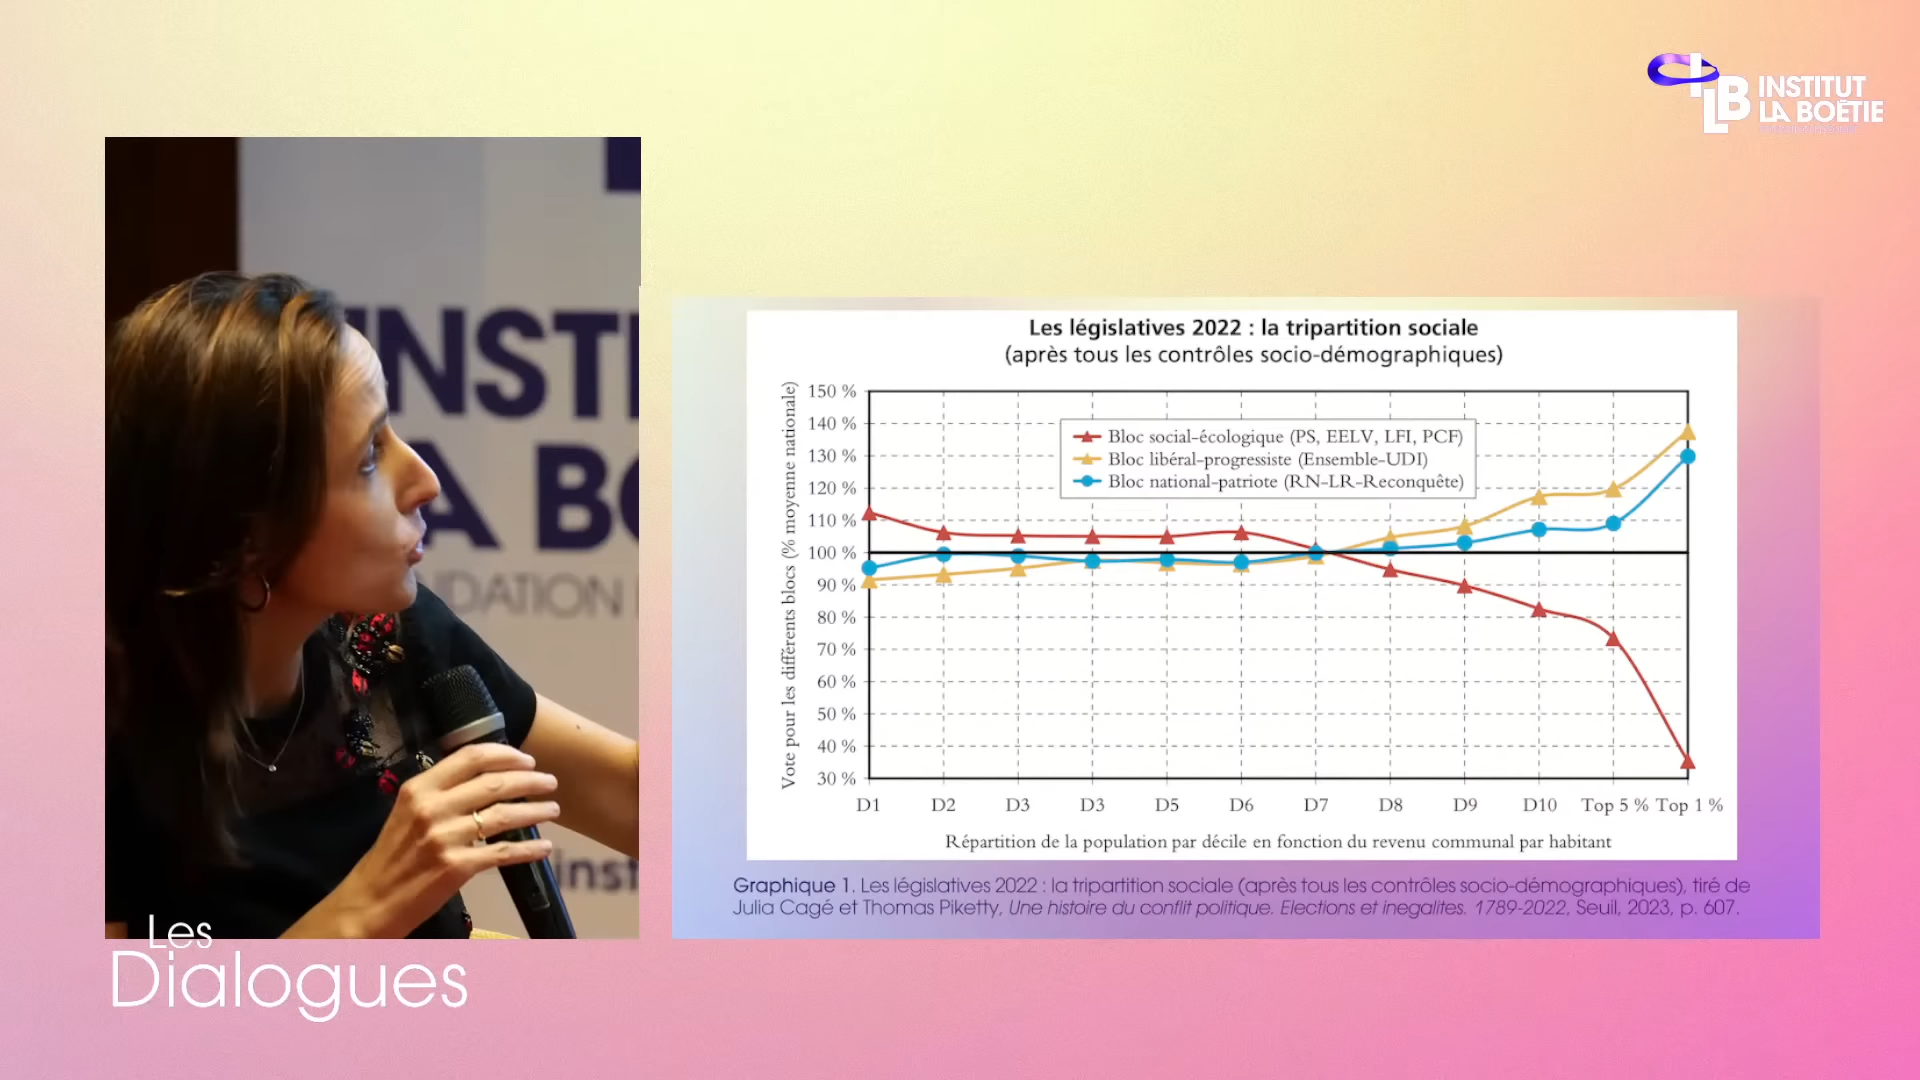 INSTITUT
LA BOÉTIE
ILB
INSTI
A BO
DATION
inst
Les
Dialogues
Les législatives 2022 : la tripartition sociale
(après tous les contrôles socio-démographiques)
Vote pour les différents blocs (% moyenne nationale)
150 %
140 %
130 %
120 %
110 %
100 %
90 %
80 %
70 %
60 %
50 %
40 %
30 %
Bloc social-écologique (PS, EELV, LFI, PCF)
Bloc libéral-progressiste (Ensemble-UDI)
Bloc national-patriote (RN-LR-Reconquête)
D1 D2 D3 D3 D5 D6 D7 D8 D9 D10 Top 5 % Top 1 %
Répartition de la population par décile en fonction du revenu communal par habitant
Graphique 1. Les législatives 2022 : la tripartition sociale (après tous les contrôles socio-démographiques), tiré de
Julia Cagé et Thomas Piketty, Une histoire du conflit politique. Elections et inegalites. 1789-2022, Seuil, 2023, p. 607.